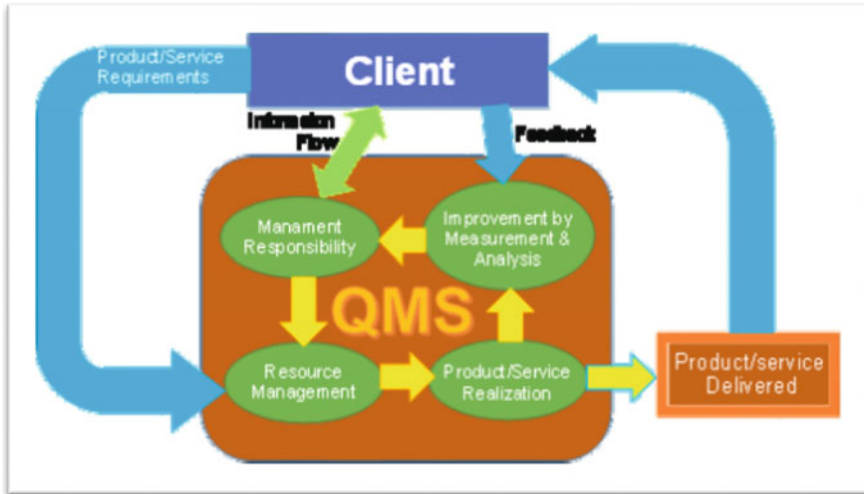 Product/Service
Requirements
Client
Infomasion
Flow
Feedback
Manament
Responsibility
Improvement by
Measurement &
Analysis
QMS
Resource
Management
Product/Service
Realization
Product/service
Delivered